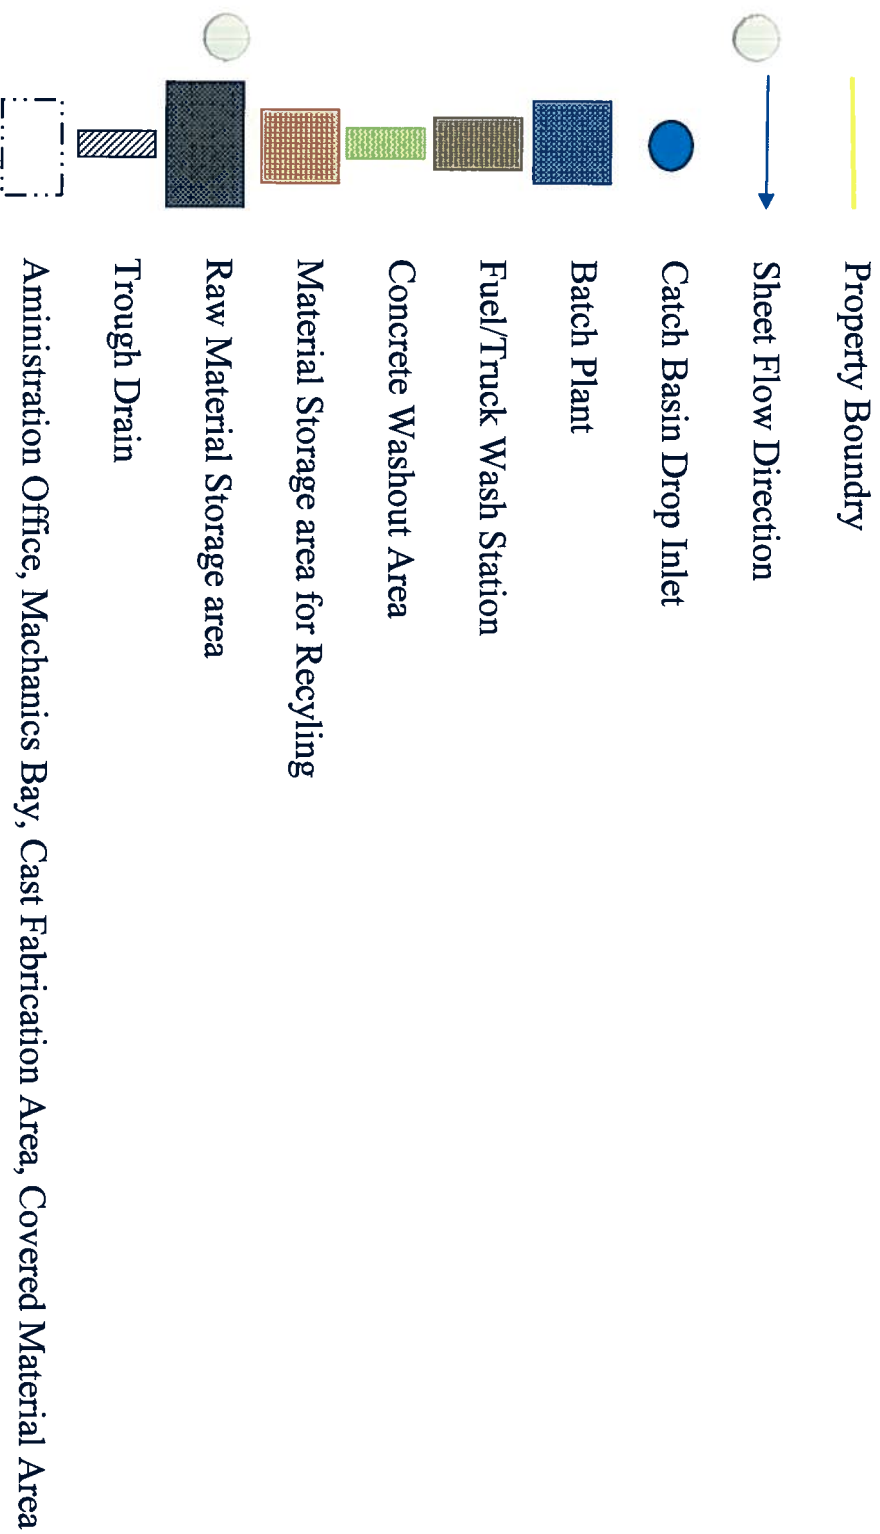 Property Boundry
Sheet Flow Direction
Catch Basin Drop Inlet
Batch Plant
Fuel/Truck Wash Station
Concrete Washout Area
Material Storage area for Recyling
Raw Material Storage area
Trough Drain
Aministration Office, Machanics Bay, Cast Fabrication Area, Covered Material Area